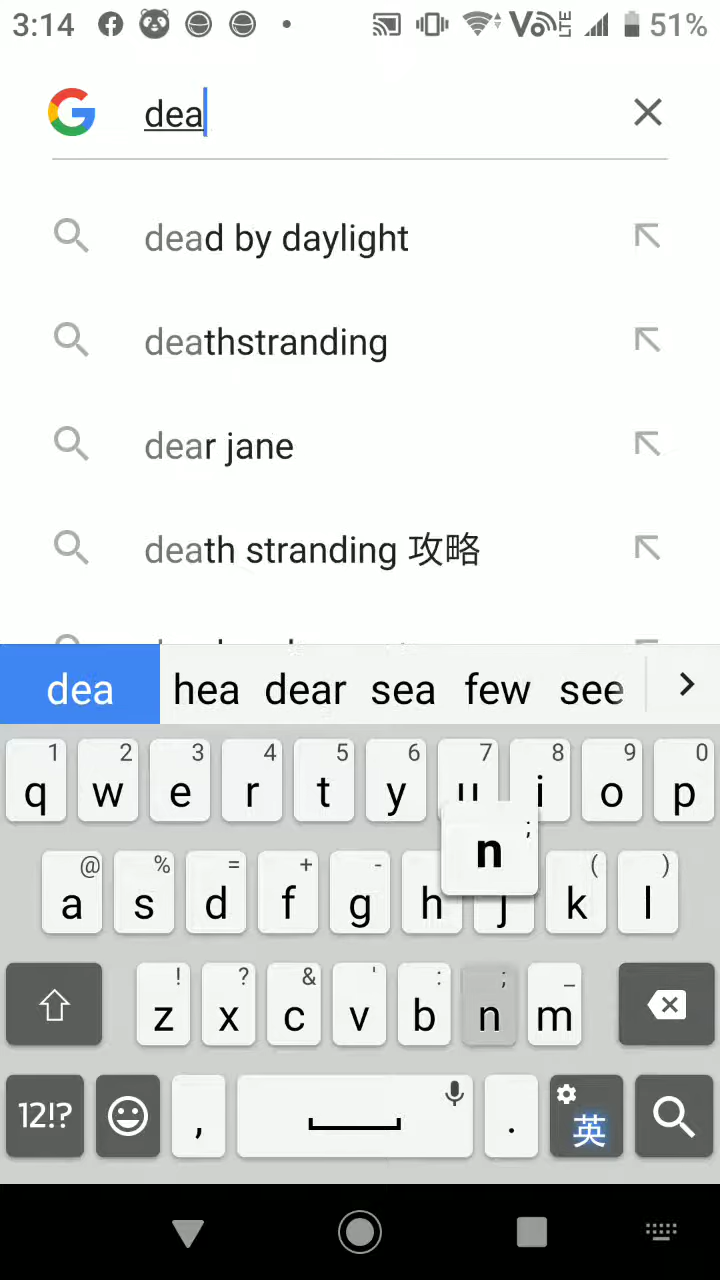 3:14 VoLTE 51%
dea
dead by daylight
deathstranding
dear jane
death stranding 攻略
dea hea dear sea few see
1 2 3 4 5 6 7 8 9 0
q w e r t y u i o p
@ % = + - ; ( )
a s d f g h n j k l
! ? & ' : ; _
z x c v b n m
12!? , . 英